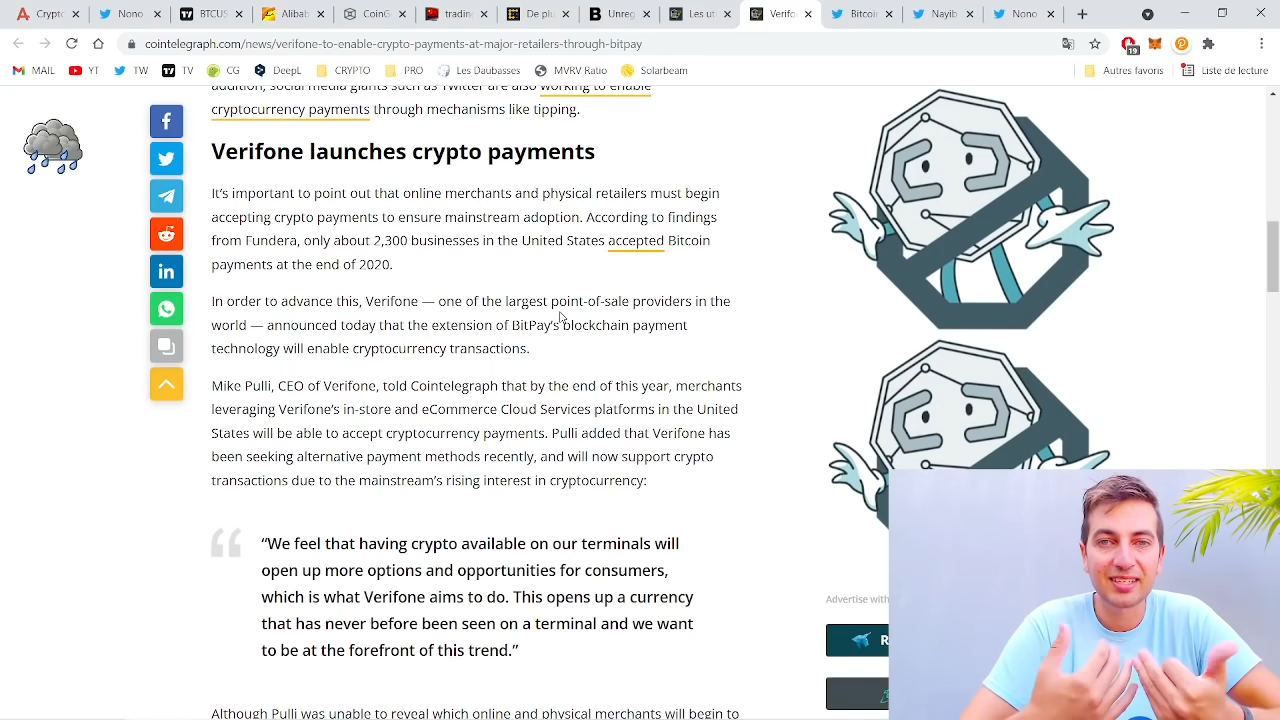 Crypto
Nono
BTCUS
Alibab
CoinG
tradin
De plu
Unreg
Les ut
Verifo
Bitcoir
Nayib
Nono
cointelegraph.com/news/verifone-to-enable-crypto-payments-at-major-retailers-through-bitpay
19
MAIL
YT
TW
TV
CG
DeepL
CRYPTO
PRO
Les Daubasses
MVRV Ratio
Solarbeam
Autres favoris
Liste de lecture
addition, social media giants such as Twitter are also working to enable
cryptocurrency payments through mechanisms like tipping.
Verifone launches crypto payments
It's important to point out that online merchants and physical retailers must begin
accepting crypto payments to ensure mainstream adoption. According to findings
from Fundera, only about 2,300 businesses in the United States accepted Bitcoin
payments at the end of 2020.
In order to advance this, Verifone — one of the largest point-of-sale providers in the
world — announced today that the extension of BitPay's blockchain payment
technology will enable cryptocurrency transactions.
Mike Pulli, CEO of Verifone, told Cointelegraph that by the end of this year, merchants
leveraging Verifone's in-store and eCommerce Cloud Services platforms in the United
States will be able to accept cryptocurrency payments. Pulli added that Verifone has
been seeking alternative payment methods recently, and will now support crypto
transactions due to the mainstream's rising interest in cryptocurrency:
“We feel that having crypto available on our terminals will
open up more options and opportunities for consumers,
which is what Verifone aims to do. This opens up a currency
that has never before been seen on a terminal and we want
to be at the forefront of this trend.”
Advertise with
R
Although Pulli was unable to reveal which online and physical merchants will begin to